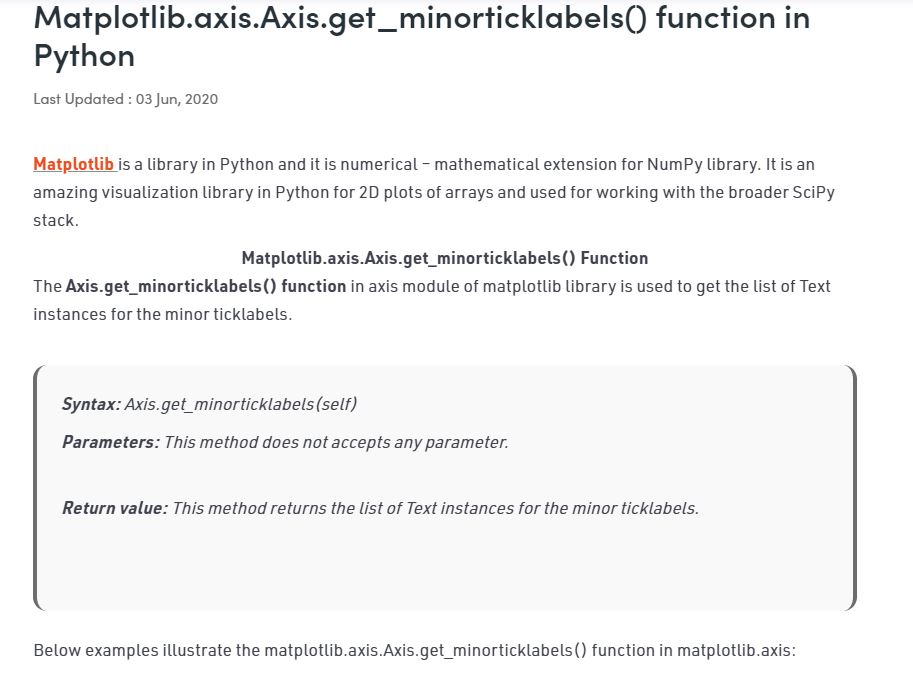 Matplotlib.axis.Axis.get_minorticklabels() function in
Python
Last Updated : 03 Jun, 2020
Matplotlib is a library in Python and it is numerical – mathematical extension for NumPy library. It is an
amazing visualization library in Python for 2D plots of arrays and used for working with the broader SciPy
stack.
Matplotlib.axis.Axis.get_minorticklabels() Function
The Axis.get_minorticklabels() function in axis module of matplotlib library is used to get the list of Text
instances for the minor ticklabels.
Syntax: Axis.get_minorticklabels(self)
Parameters: This method does not accepts any parameter.
Return value: This method returns the list of Text instances for the minor ticklabels.
Below examples illustrate the matplotlib.axis.Axis.get_minorticklabels() function in matplotlib.axis: